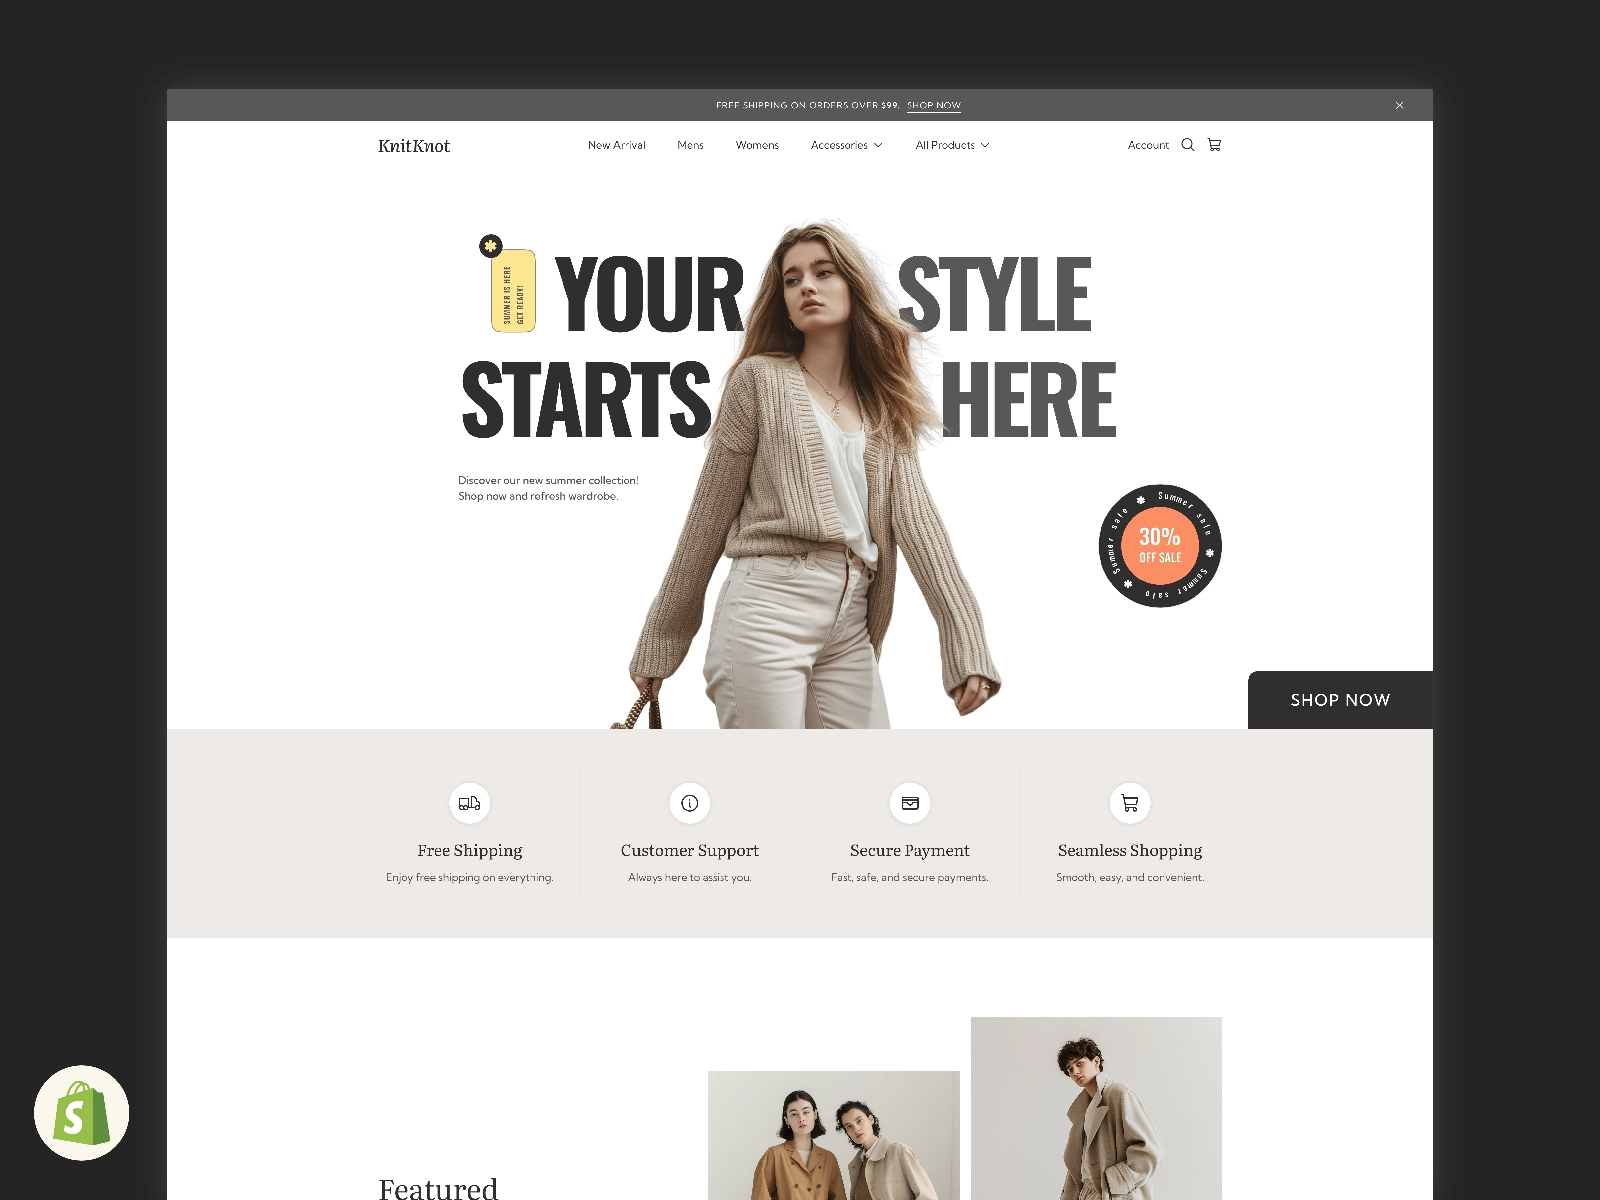 FREE SHIPPING ON ORDERS OVER $99. SHOP NOW
KnitKnot
New Arrival
Mens
Womens
Accessories
All Products
Account
SUMMER IS HERE
GET READY!
YOUR STYLE
STARTS HERE
Discover our new summer collection!
Shop now and refresh wardrobe.
Summer sale Summer sale Summer sale
30%
OFF SALE
SHOP NOW
Free Shipping
Enjoy free shipping on everything.
Customer Support
Always here to assist you.
Secure Payment
Fast, safe, and secure payments.
Seamless Shopping
Smooth, easy, and convenient.
Featured
S